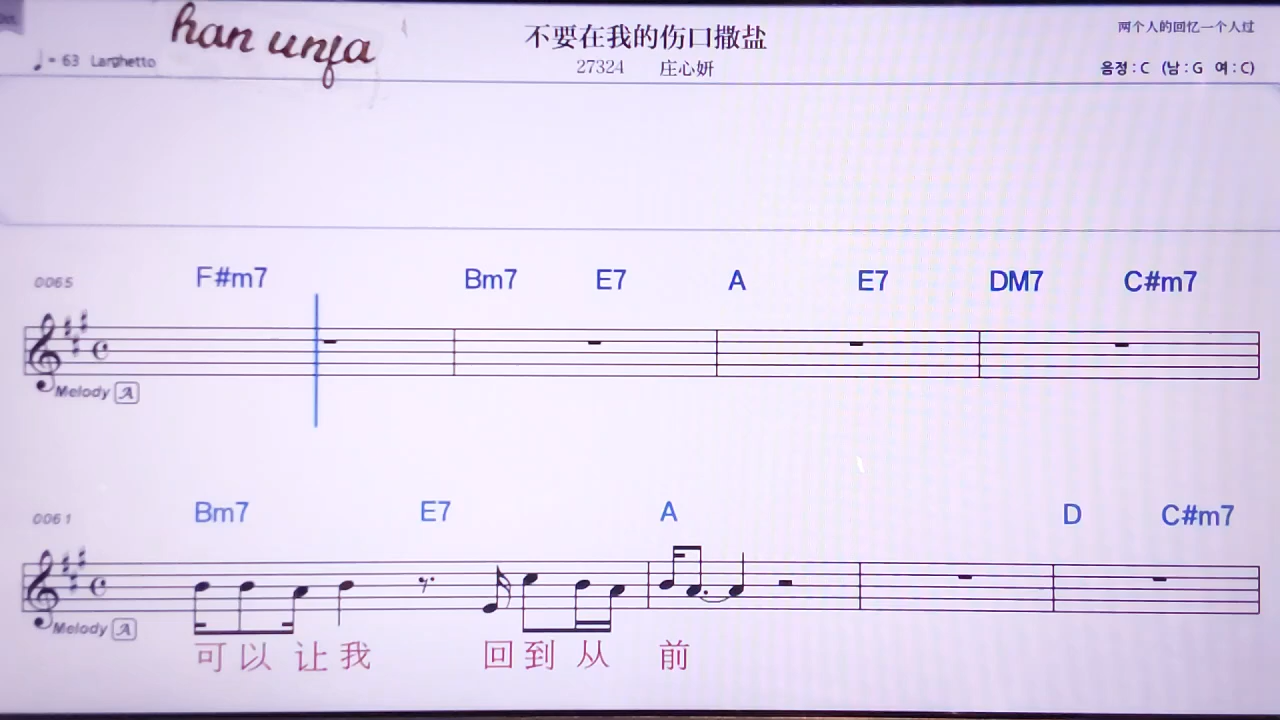 han unfa
不要在我的伤口撒盐
两个人的回忆一个人过
♩= 63 Larghetto
27324 庄心妍
음정 : C (남 : G 여 : C)
0065 F#m7 Bm7 E7 A E7 DM7 C#m7
Melody A
0061 Bm7 E7 A D C#m7
Melody A
可以让我 回到从前